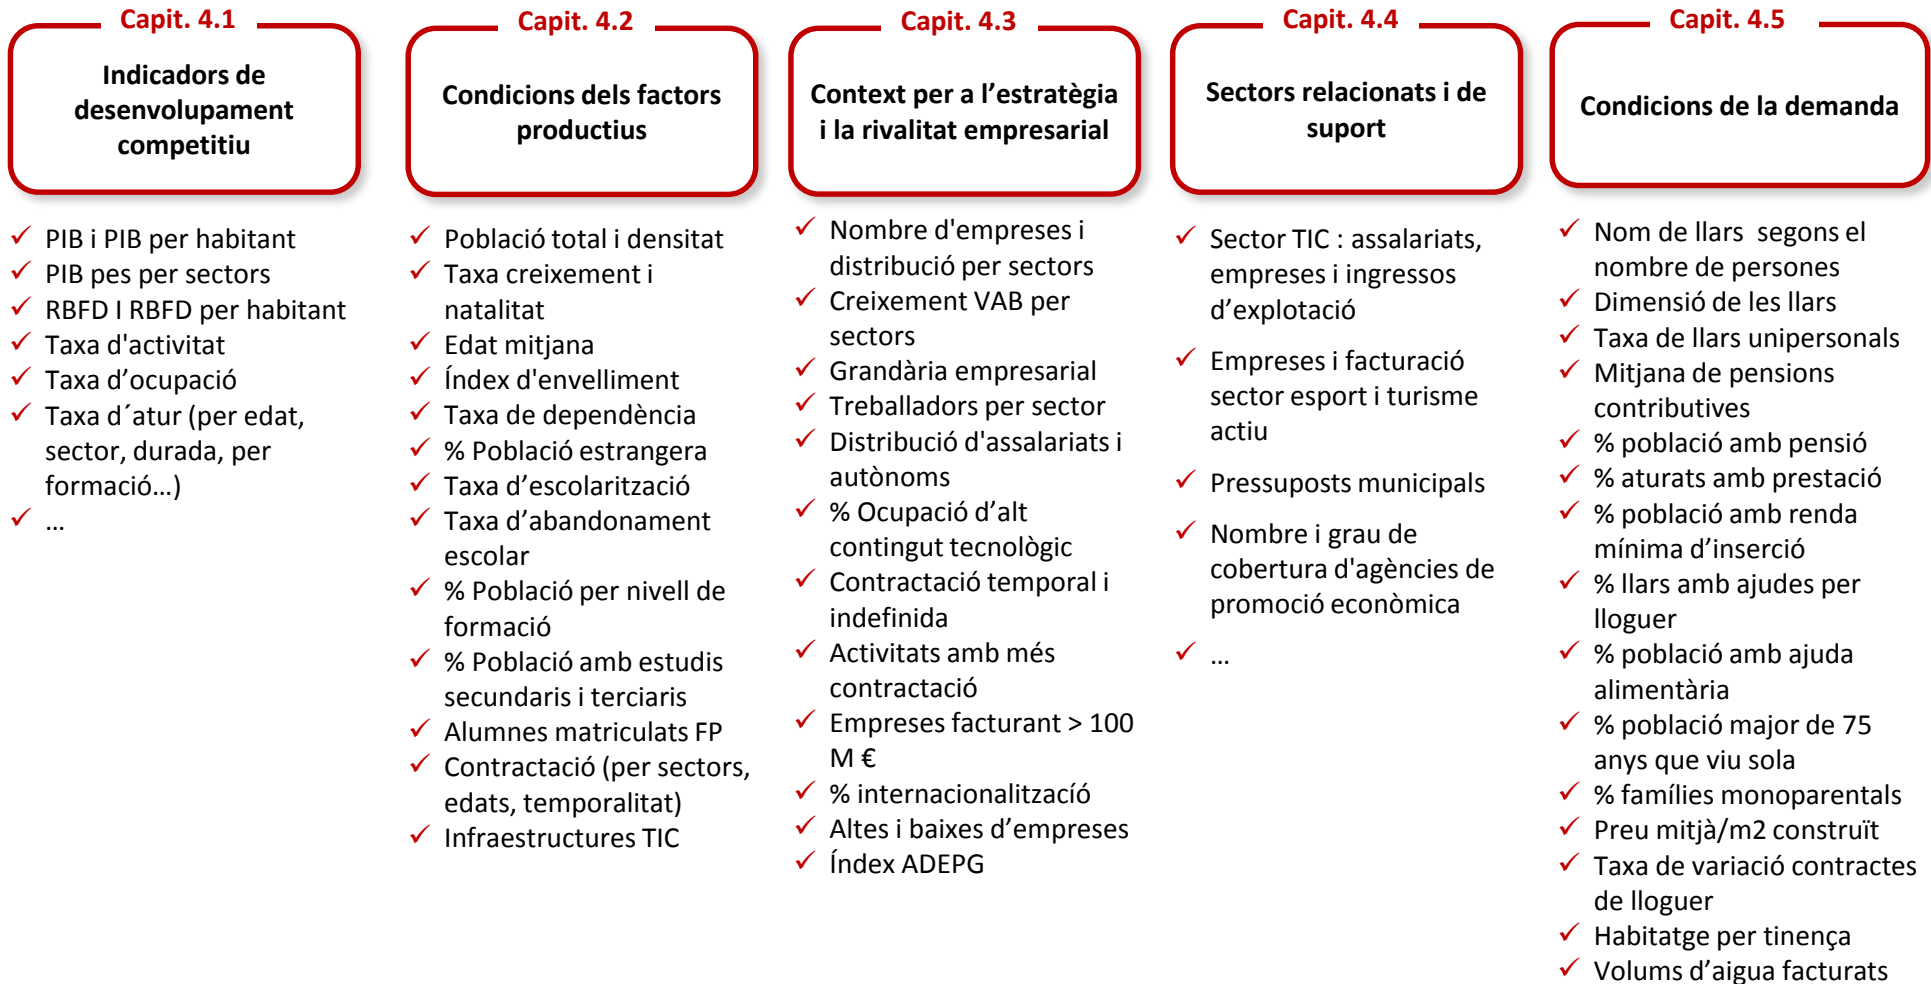 Capit. 4.1
Indicadors de
desenvolupament
competitiu
✓ PIB i PIB per habitant
✓ PIB pes per sectors
✓ RBFD I RBFD per habitant
✓ Taxa d'activitat
✓ Taxa d’ocupació
✓ Taxa d´atur (per edat,
sector, durada, per
formació...)
✓ ...
Capit. 4.2
Condicions dels factors
productius
✓ Població total i densitat
✓ Taxa creixement i
natalitat
✓ Edat mitjana
✓ Índex d'envelliment
✓ Taxa de dependència
✓ % Població estrangera
✓ Taxa d’escolarització
✓ Taxa d’abandonament
escolar
✓ % Població per nivell de
formació
✓ % Població amb estudis
secundaris i terciaris
✓ Alumnes matriculats FP
✓ Contractació (per sectors,
edats, temporalitat)
✓ Infraestructures TIC
Capit. 4.3
Context per a l’estratègia
i la rivalitat empresarial
✓ Nombre d'empreses i
distribució per sectors
✓ Creixement VAB per
sectors
✓ Grandària empresarial
✓ Treballadors per sector
✓ Distribució d'assalariats i
autònoms
✓ % Ocupació d’alt
contingut tecnològic
✓ Contractació temporal i
indefinida
✓ Activitats amb més
contractació
✓ Empreses facturant > 100
M €
✓ % internacionalitzacíó
✓ Altes i baixes d’empreses
✓ Índex ADEPG
Capit. 4.4
Sectors relacionats i de
suport
✓ Sector TIC : assalariats,
empreses i ingressos
d’explotació
✓ Empreses i facturació
sector esport i turisme
actiu
✓ Pressuposts municipals
✓ Nombre i grau de
cobertura d'agències de
promoció econòmica
✓ ...
Capit. 4.5
Condicions de la demanda
✓ Nom de llars  segons el
nombre de persones
✓ Dimensió de les llars
✓ Taxa de llars unipersonals
✓ Mitjana de pensions
contributives
✓ % població amb pensió
✓ % aturats amb prestació
✓ % població amb renda
mínima d’inserció
✓ % llars amb ajudes per
lloguer
✓ % població amb ajuda
alimentària
✓ % població major de 75
anys que viu sola
✓ % famílies monoparentals
✓ Preu mitjà/m2 construït
✓ Taxa de variació contractes
de lloguer
✓ Habitatge per tinença
✓ Volums d’aigua facturats